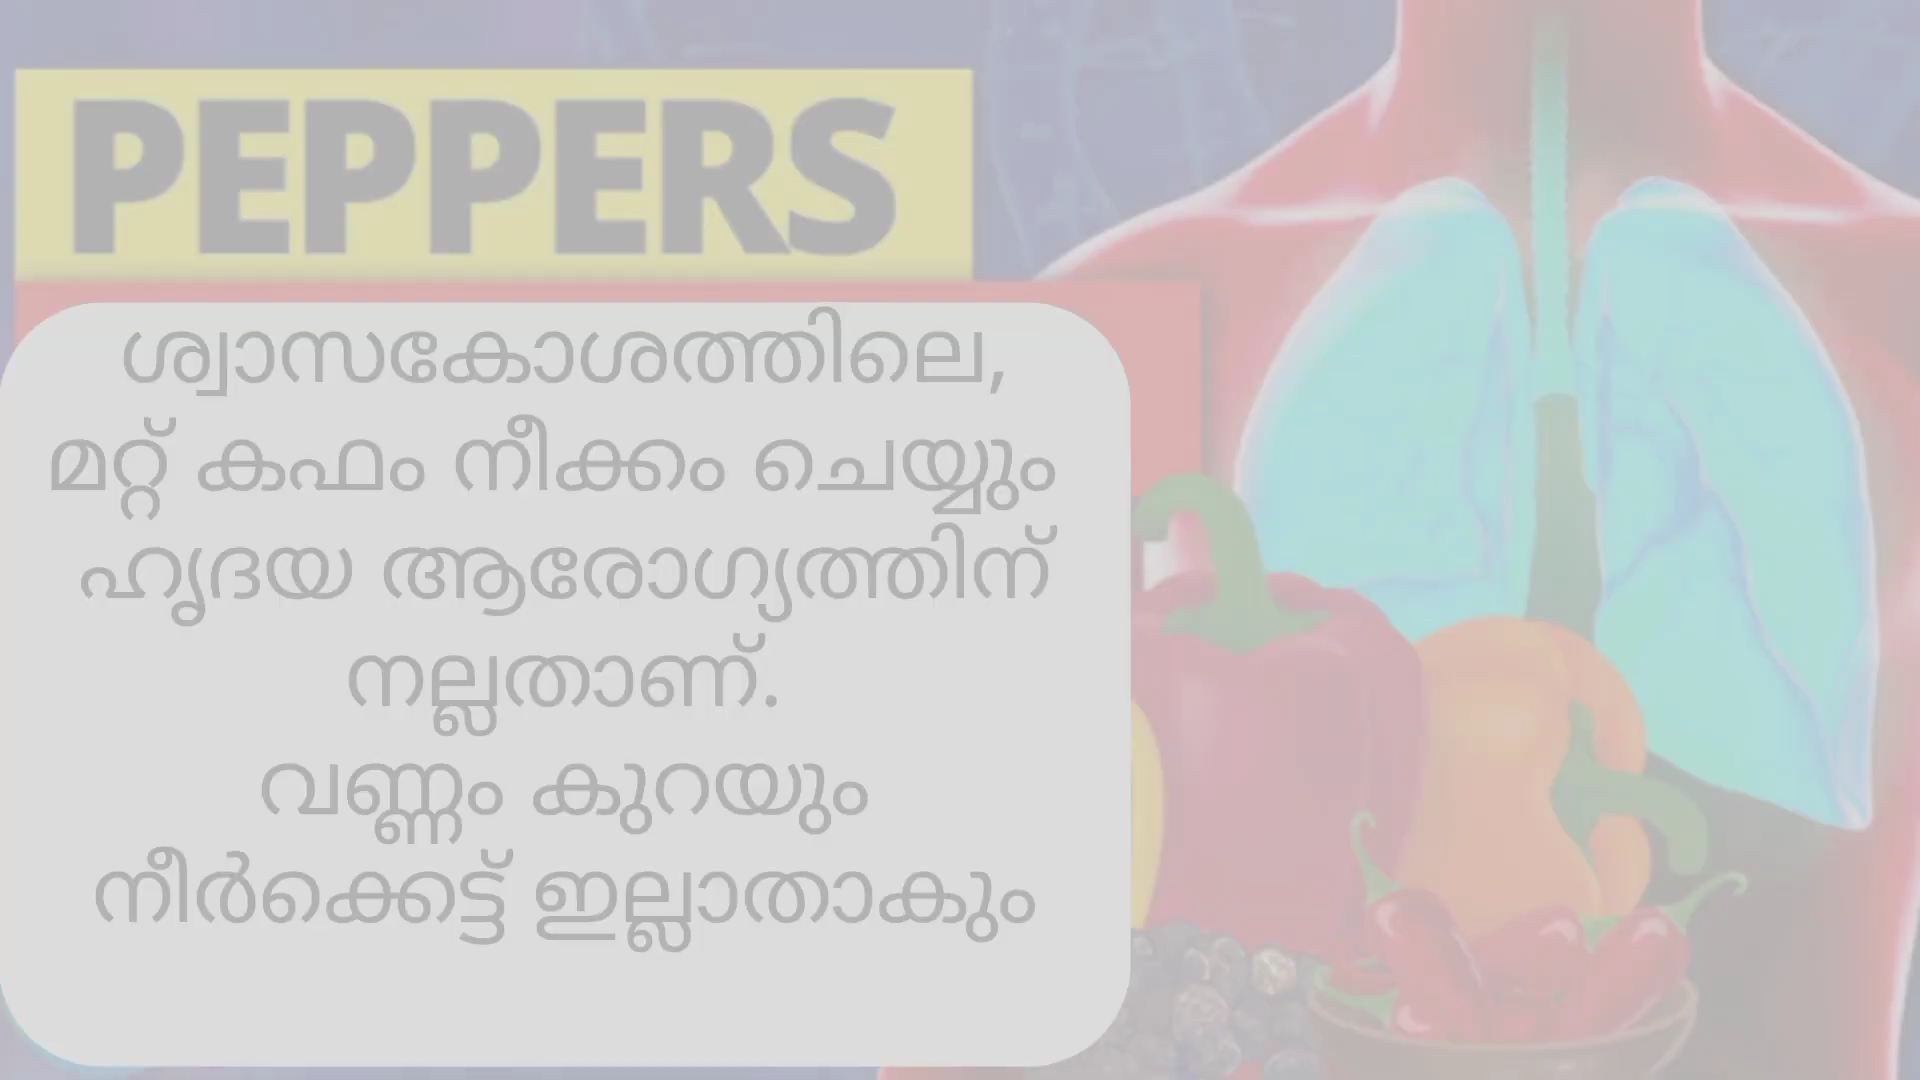 PEPPERS
ശ്വാസകോശത്തിലെ,
മറ്റ് കഫം നീക്കം ചെയ്യും
ഹൃദയ ആരോഗ്യത്തിന്
നല്ലതാണ്.
വണ്ണം കുറയും
നീർക്കെട്ട് ഇല്ലാതാകും